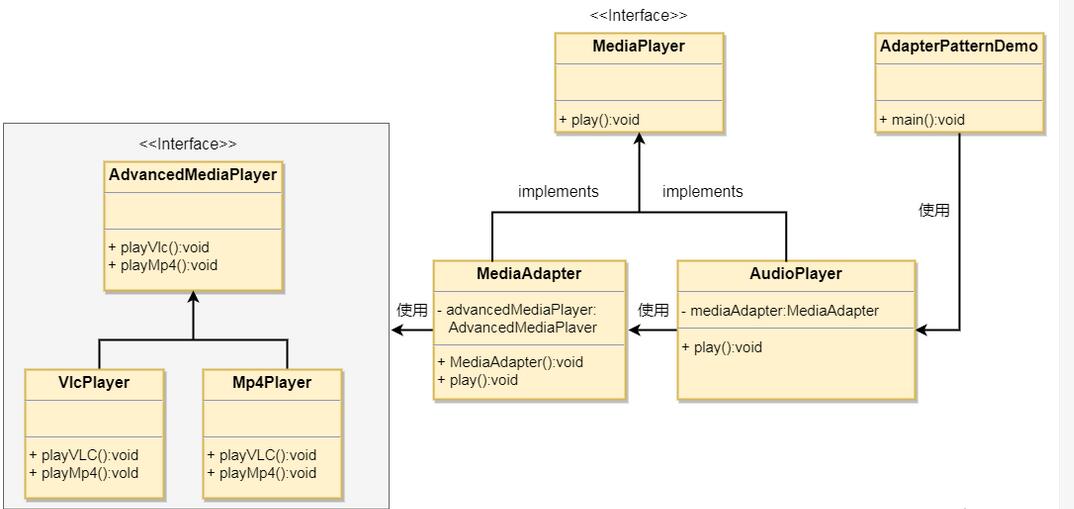 <<Interface>>
MediaPlayer
+ play():void
AdapterPatternDemo
+ main():void
<<Interface>>
AdvancedMediaPlayer
+ playVlc():void
+ playMp4():void
implements
implements
使用
MediaAdapter
- advancedMediaPlayer:
AdvancedMediaPlaver
+ MediaAdapter():void
+ play():void
AudioPlayer
- mediaAdapter:MediaAdapter
+ play():void
使用
使用
VlcPlayer
+ playVLC():void
+ playMp4():vold
Mp4Player
+ playVLC():void
+ playMp4():void